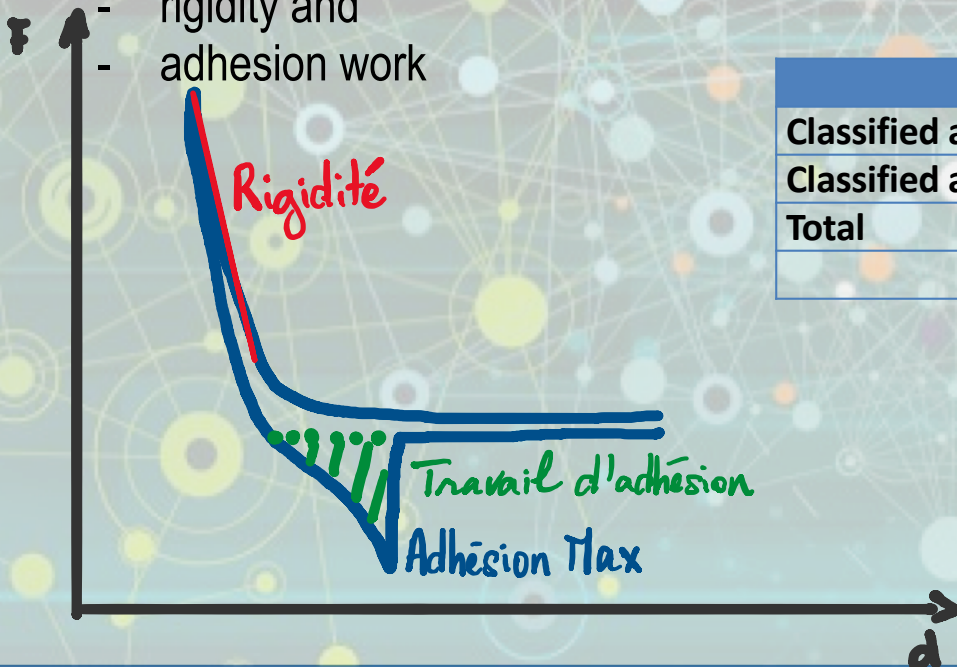 - rigidity and
- adhesion work
F
Classified
Classified
Total
Rigidité
Travail d'adhésion
Adhésion Max
d